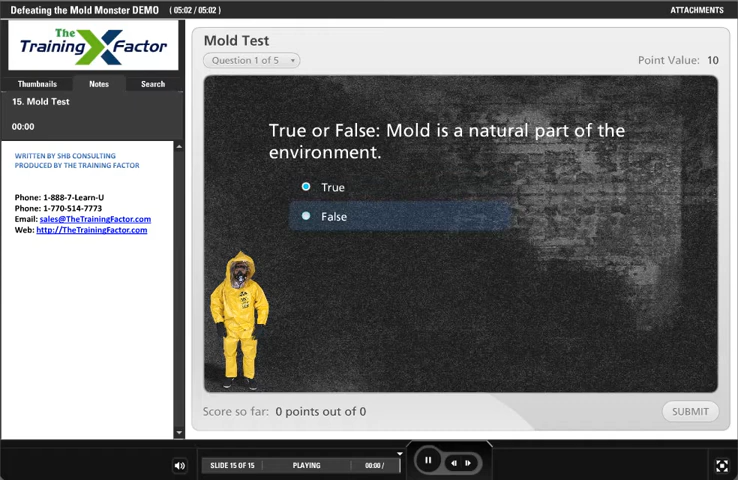 Defeating the Mold Monster DEMO (05:02 / 05:02)
ATTACHMENTS
The
Training Factor
Thumbnails
Notes
Search
15. Mold Test
00:00
WRITTEN BY SHB CONSULTING
PRODUCED BY THE TRAINING FACTOR
Phone: 1-888-7-Learn-U
Phone: 1-770-514-7773
Email: sales@TheTrainingFactor.com
Web: http://TheTrainingFactor.com
Mold Test
Question 1 of 5
Point Value: 10
True or False: Mold is a natural part of the
environment.
True
False
Score so far: 0 points out of 0
SUBMIT
SLIDE 15 OF 15
PLAYING
00:00 /